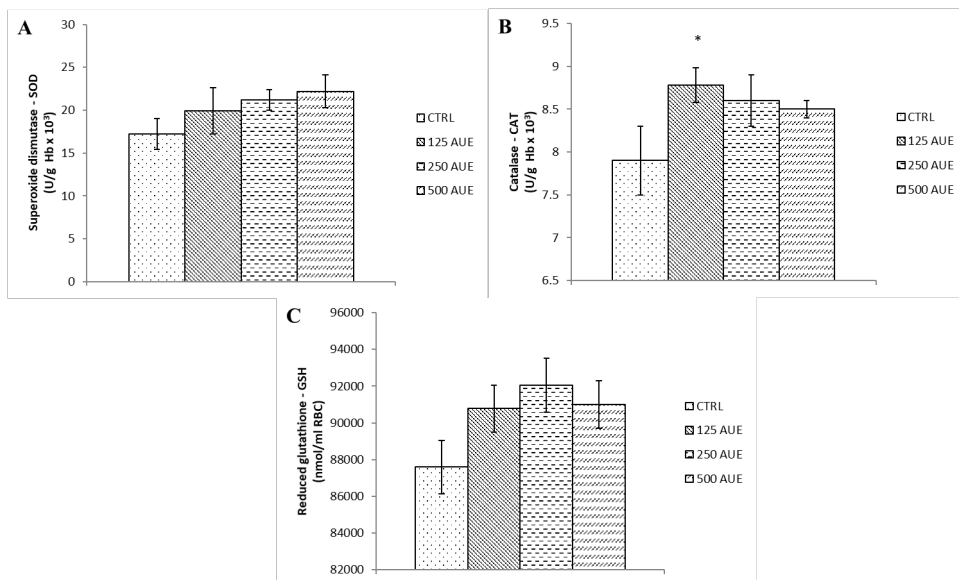 A
Superoxide dismutase - SOD
(U/g Hb x 10³)
30
25
20
15
10
5
0
CTRL
125 AUE
250 AUE
500 AUE
B
Catalase - CAT
(U/g Hb x 10³)
9.5
9
8.5
8
7.5
7
6.5
*
CTRL
125 AUE
250 AUE
500 AUE
C
Reduced glutathione - GSH
(nmol/ml RBC)
96000
94000
92000
90000
88000
86000
84000
82000
CTRL
125 AUE
250 AUE
500 AUE